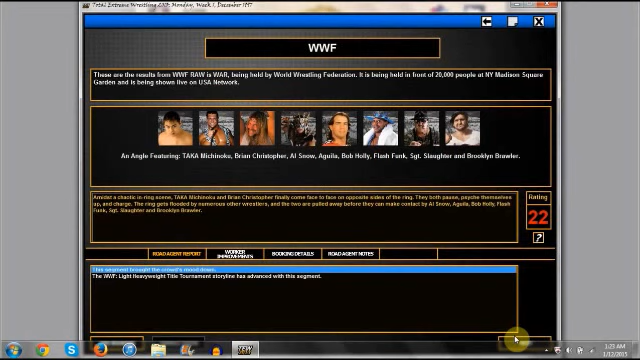 Total Extreme Wrestling 2013: Monday, Week 1, December 1997
WWF
These are the results from WWF RAW is WAR, being held by World Wrestling Federation. It is being held in front of 20,000 people at NY Madison Square
Garden and is being shown live on USA Network.
An Angle Featuring: TAKA Michinoku, Brian Christopher, Al Snow, Aguila, Bob Holly, Flash Funk, Sgt. Slaughter and Brooklyn Brawler.
Amidst a chaotic in ring scene, TAKA Michinoku and Brian Christopher finally come face to face on opposite sides of the ring. They both pause, psyche themselves
up, and charge. The ring gets flooded by numerous other wrestlers, and the two are pulled away before they can make contact by Al Snow, Aguila, Bob Holly, Flash
Funk, Sgt. Slaughter and Brooklyn Brawler.
Rating
22
?
ROAD AGENT REPORT
WORKER
IMPROVEMENTS
BOOKING DETAILS
ROAD AGENT NOTES
This segment brought the crowd's mood down.
The WWF: Light Heavyweight Title Tournament storyline has advanced with this segment.
TEW
1:23 AM
1/12/2015